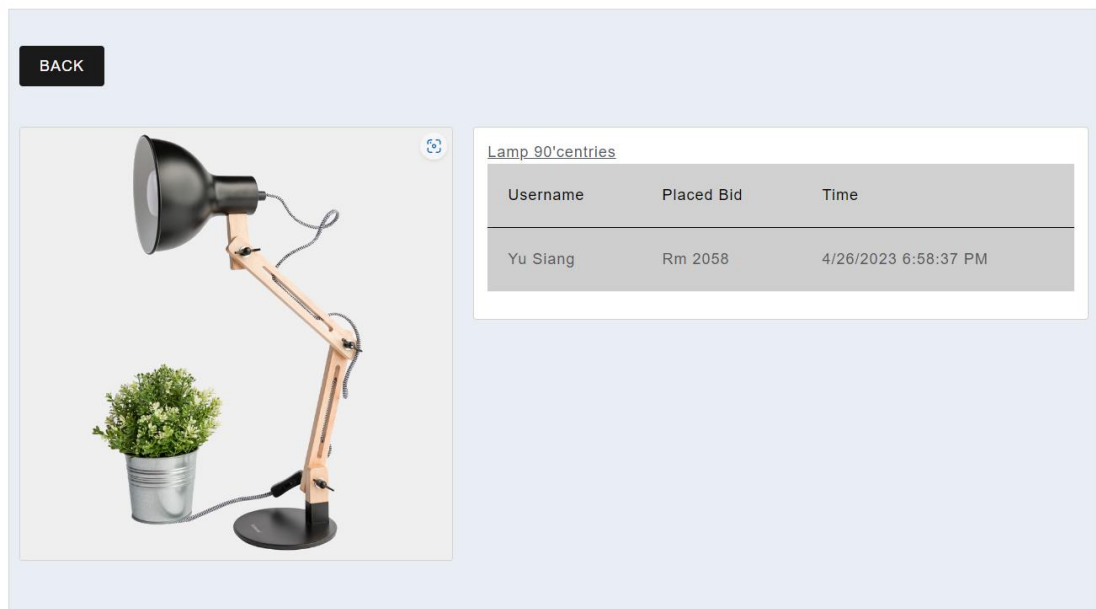 BACK
Lamp 90'centries
Username Placed Bid Time
Yu Siang Rm 2058 4/26/2023 6:58:37 PM